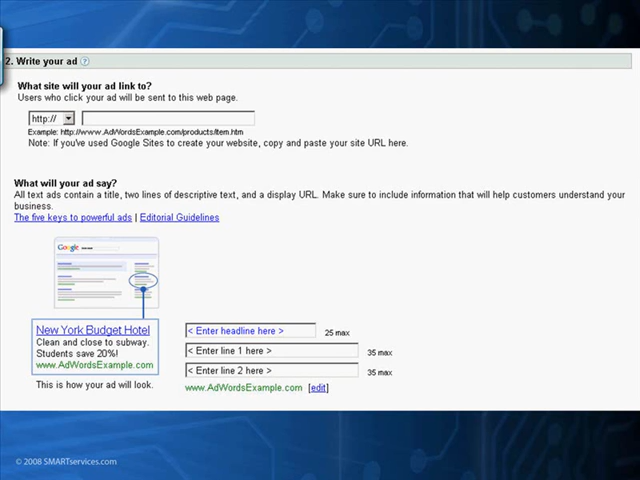 2. Write your ad ?
What site will your ad link to?
Users who click your ad will be sent to this web page.
http://
Example: http://www.AdWordsExample.com/products/item.htm
Note: If you've used Google Sites to create your website, copy and paste your site URL here.
What will your ad say?
All text ads contain a title, two lines of descriptive text, and a display URL. Make sure to include information that will help customers understand your
business.
The five keys to powerful ads | Editorial Guidelines
Google
New York Budget Hotel
Clean and close to subway.
Students save 20%!
www.AdWordsExample.com
This is how your ad will look.
< Enter headline here > 25 max
< Enter line 1 here > 35 max
< Enter line 2 here > 35 max
www.AdWordsExample.com [edit]
© 2008 SMARTservices.com